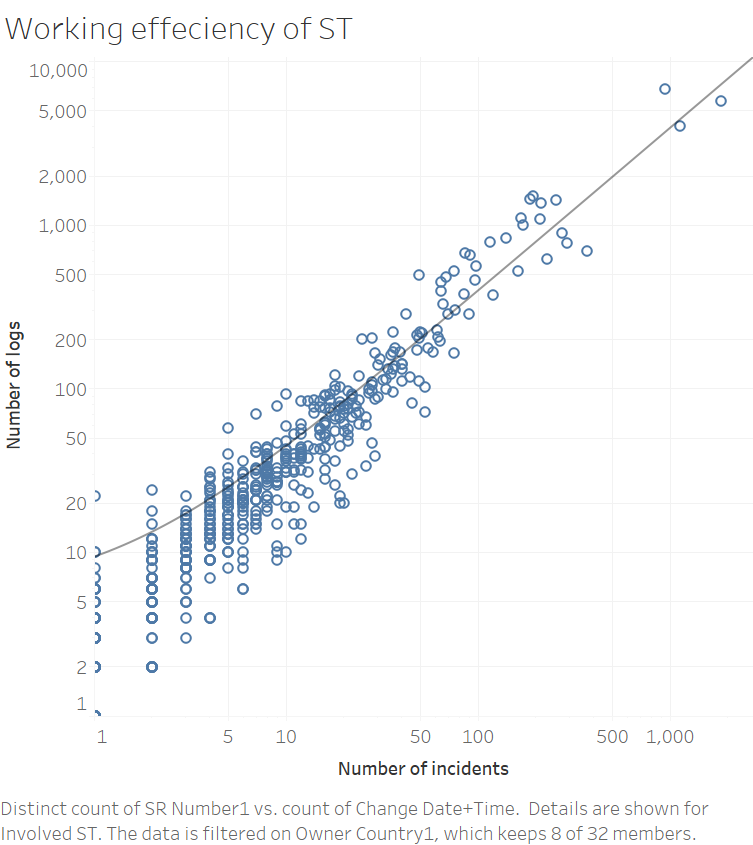 Working effeciency of ST
10,000
5,000
2,000
1,000
500
200
100
50
20
10
5
2
1
Number of logs
1 5 10 50 100 500 1,000
Number of incidents
Distinct count of SR Number1 vs. count of Change Date+Time. Details are shown for
Involved ST. The data is filtered on Owner Country1, which keeps 8 of 32 members.